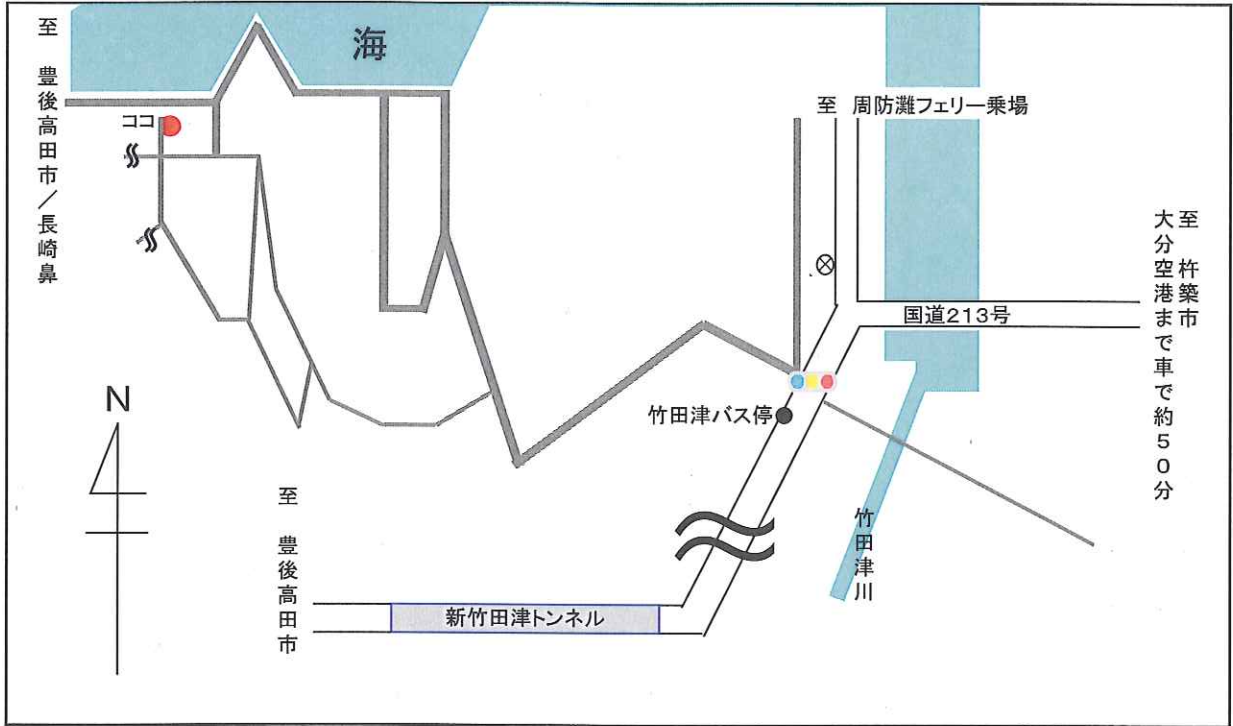 至 豊後高田市／長崎鼻
海
ココ
至 周防灘フェリー乗場
至 杵築市
大分空港まで車で約50分
国道213号
竹田津バス停
N
至 豊後高田市
竹田津川
新竹田津トンネル